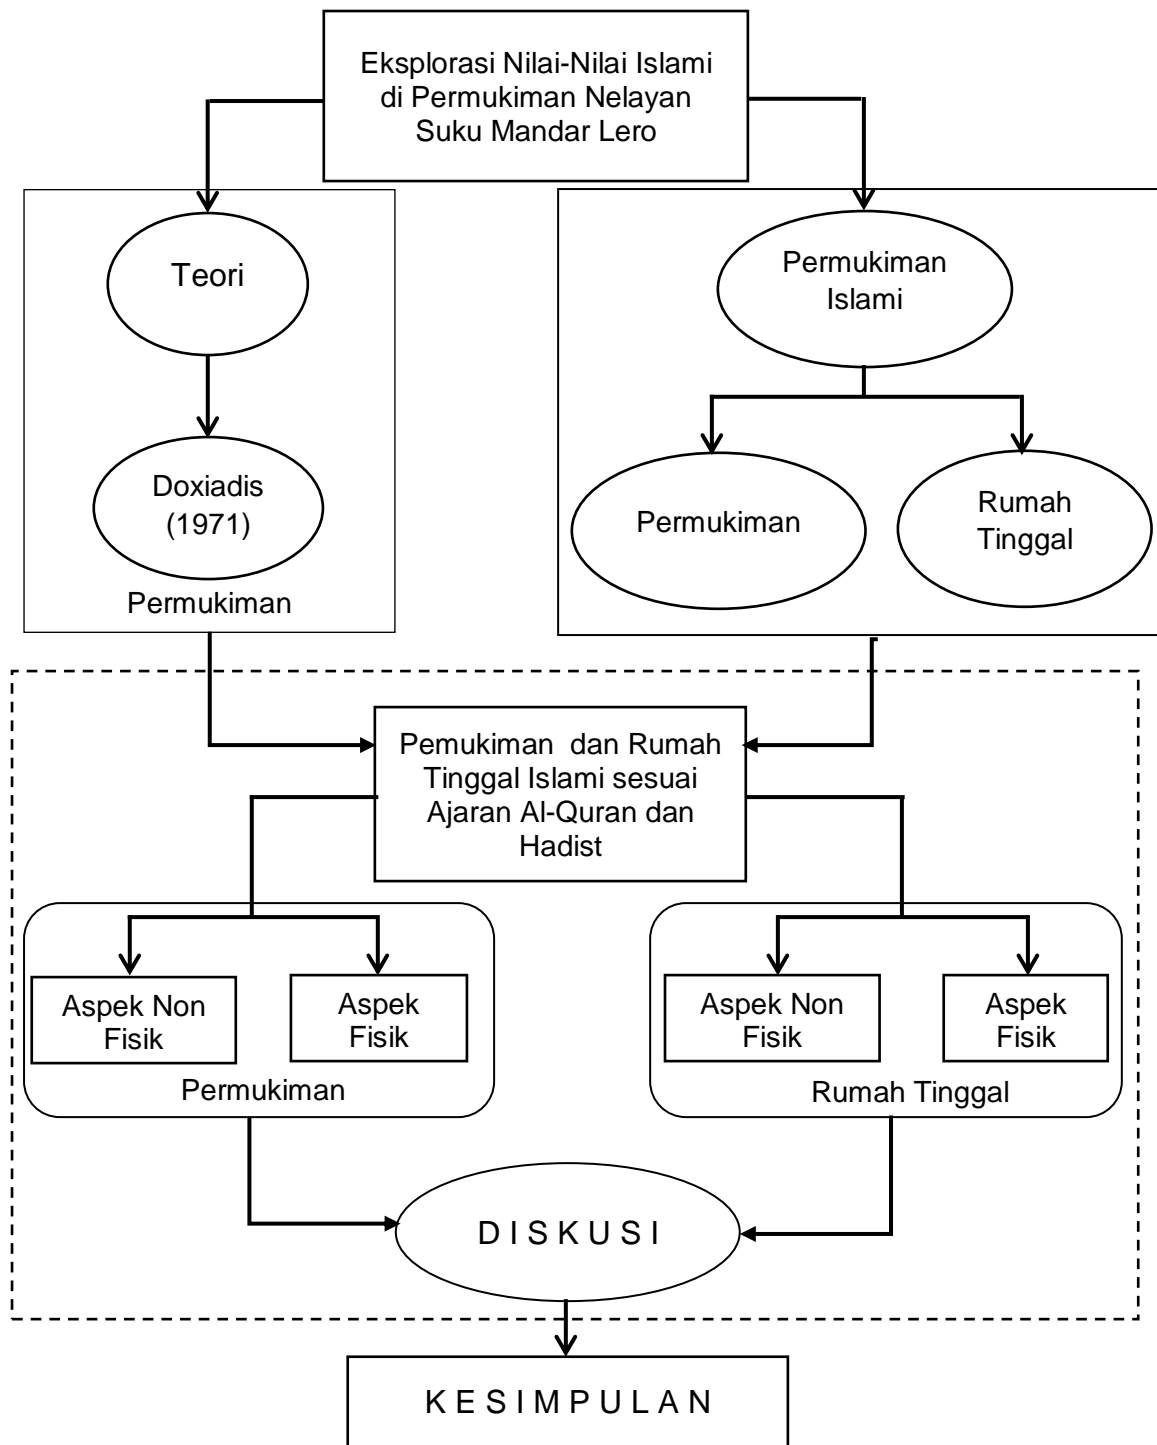 Eksplorasi Nilai-Nilai Islami
di Permukiman Nelayan
Suku Mandar Lero
Teori
Doxiadis
(1971)
Permukiman
Permukiman
Islami
Permukiman
Rumah
Tinggal
Pemukiman dan Rumah
Tinggal Islami sesuai
Ajaran Al-Quran dan
Hadist
Aspek Non
Fisik
Aspek
Fisik
Permukiman
Aspek Non
Fisik
Aspek
Fisik
Rumah Tinggal
D I S K U S I
K E S I M P U L A N